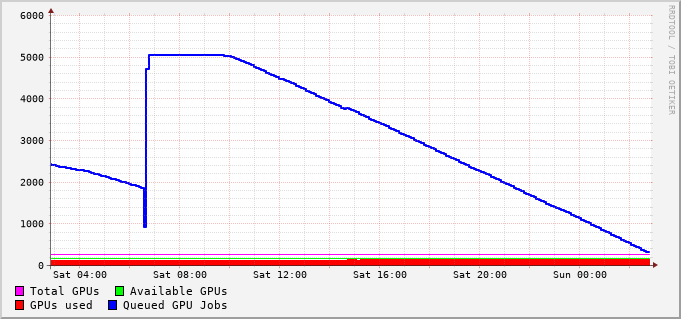 RRDTOOL / TOBI OETIKER
6000
5000
4000
3000
2000
1000
0
Sat 04:00 Sat 08:00 Sat 12:00 Sat 16:00 Sat 20:00 Sun 00:00
Total GPUs Available GPUs
GPUs used Queued GPU Jobs